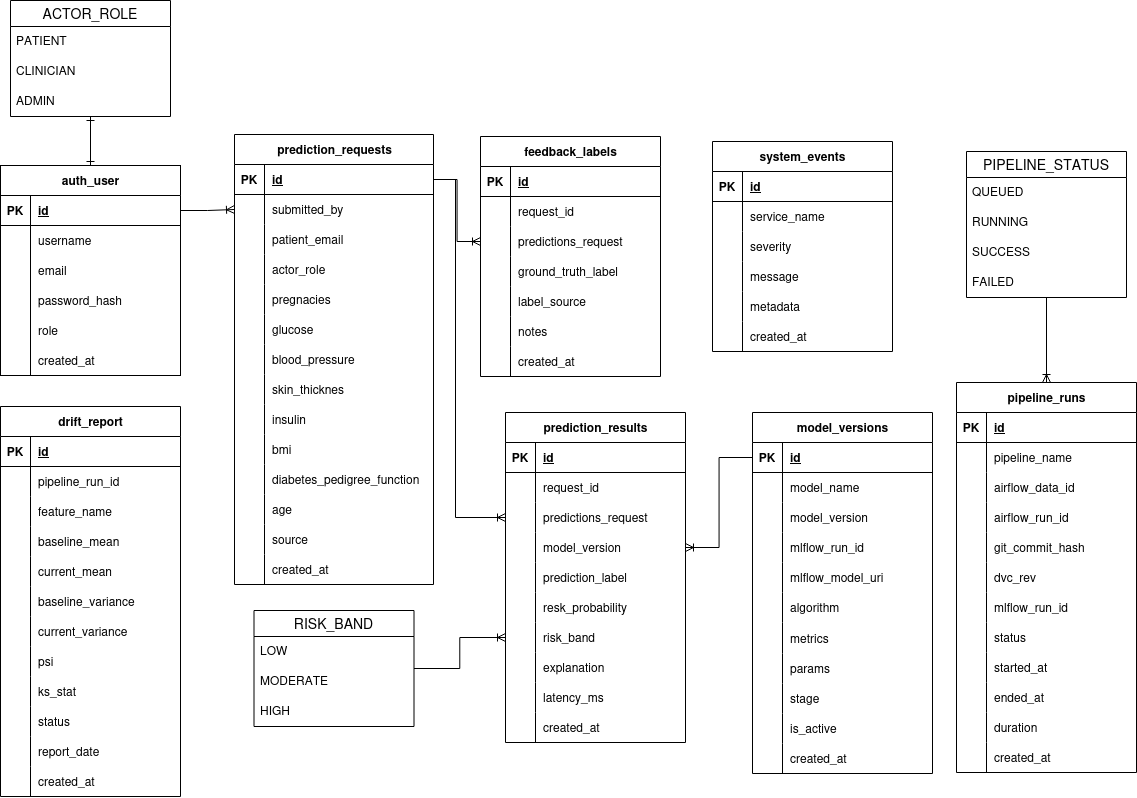 ACTOR_ROLE
PATIENT
CLINICIAN
ADMIN
auth_user
PK id
username
email
password_hash
role
created_at
drift_report
PK id
pipeline_run_id
feature_name
baseline_mean
current_mean
baseline_variance
current_variance
psi
ks_stat
status
report_date
created_at
prediction_requests
PK id
submitted_by
patient_email
actor_role
pregnacies
glucose
blood_pressure
skin_thicknes
insulin
bmi
diabetes_pedigree_function
age
source
created_at
RISK_BAND
LOW
MODERATE
HIGH
feedback_labels
PK id
request_id
predictions_request
ground_truth_label
label_source
notes
created_at
prediction_results
PK id
request_id
predictions_request
model_version
prediction_label
resk_probability
risk_band
explanation
latency_ms
created_at
system_events
PK id
service_name
severity
message
metadata
created_at
model_versions
PK id
model_name
model_version
mlflow_run_id
mlflow_model_uri
algorithm
metrics
params
stage
is_active
created_at
PIPELINE_STATUS
QUEUED
RUNNING
SUCCESS
FAILED
pipeline_runs
PK id
pipeline_name
airflow_data_id
airflow_run_id
git_commit_hash
dvc_rev
mlflow_run_id
status
started_at
ended_at
duration
created_at